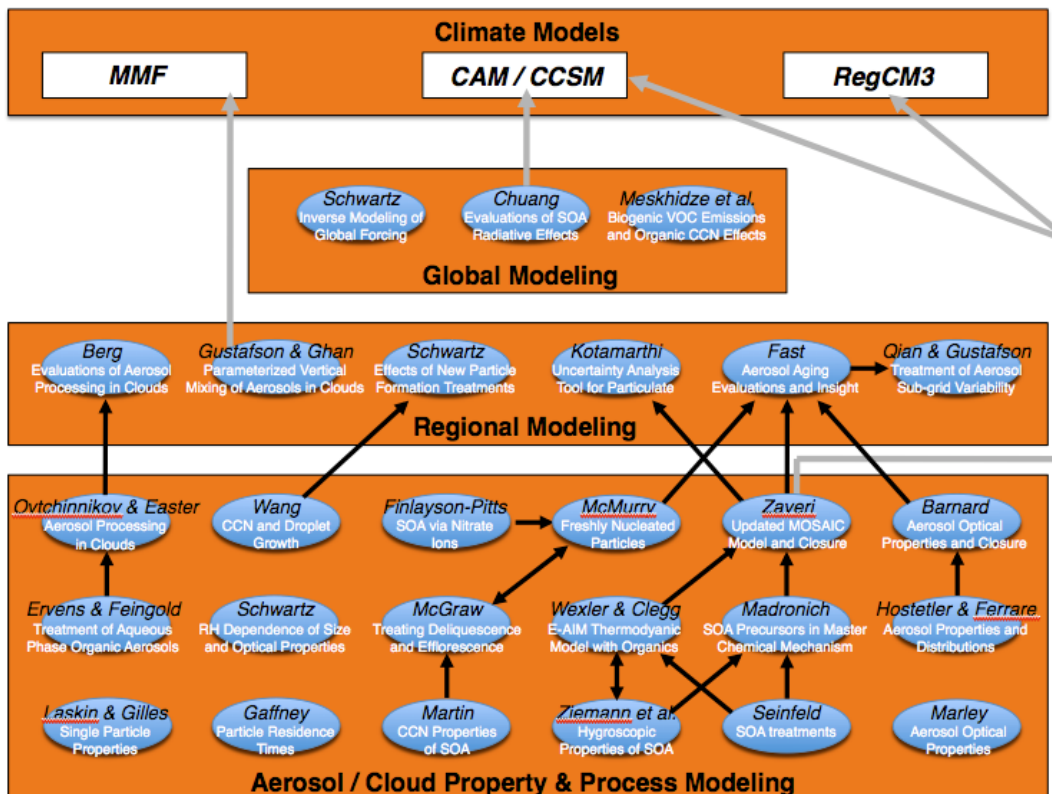 Climate Models
MMF
CAM / CCSM
RegCM3
Schwartz
Inverse Modeling of
Global Forcing
Chuang
Evaluations of SOA
Radiative Effects
Meskhidze et al.
Biogenic VOC Emissions
and Organic CCN Effects
Global Modeling
Berg
Evaluations of Aerosol
Processing in Clouds
Gustafson & Ghan
Parameterized Vertical
Mixing of Aerosols in Clouds
Schwartz
Effects of New Particle
Formation Treatments
Kotamarthi
Uncertainty Analysis
Tool for Particulate
Fast
Aerosol Aging
Evaluations and Insight
Qian & Gustafson
Treatment of Aerosol
Sub-grid Variability
Regional Modeling
Ovtchinnikov & Easter
Aerosol Processing
in Clouds
Wang
CCN and Droplet
Growth
Finlayson-Pitts
SOA via Nitrate
Ions
McMurry
Freshly Nucleated
Particles
Zaveri
Updated MOSAIC
Model and Closure
Barnard
Aerosol Optical
Properties and Closure
Ervens & Feingold
Treatment of Aqueous
Phase Organic Aerosols
Schwartz
RH Dependence of Size
and Optical Properties
McGraw
Treating Deliquescence
and Efflorescence
Wexler & Clegg
E-AIM Thermodyanic
Model with Organics
Madronich
SOA Precursors in Master
Chemical Mechanism
Hostetler & Ferrare
Aerosol Properties and
Distributions
Laskin & Gilles
Single Particle
Properties
Gaffney
Particle Residence
Times
Martin
CCN Properties
of SOA
Ziemann et al.
Hygroscopic
Properties of SOA
Seinfeld
SOA treatments
Marley
Aerosol Optical
Properties
Aerosol / Cloud Property & Process Modeling